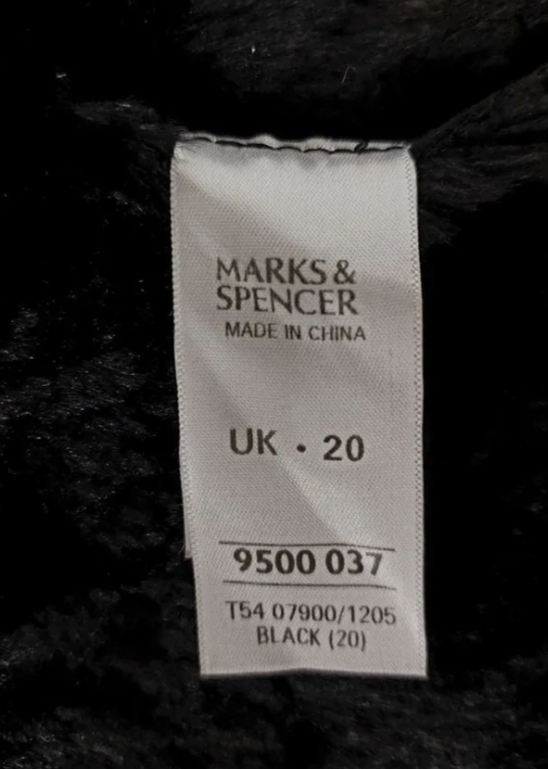 MARKS &
SPENCER
MADE IN CHINA
UK • 20
9500 037
T54 07900/1205
BLACK (20)